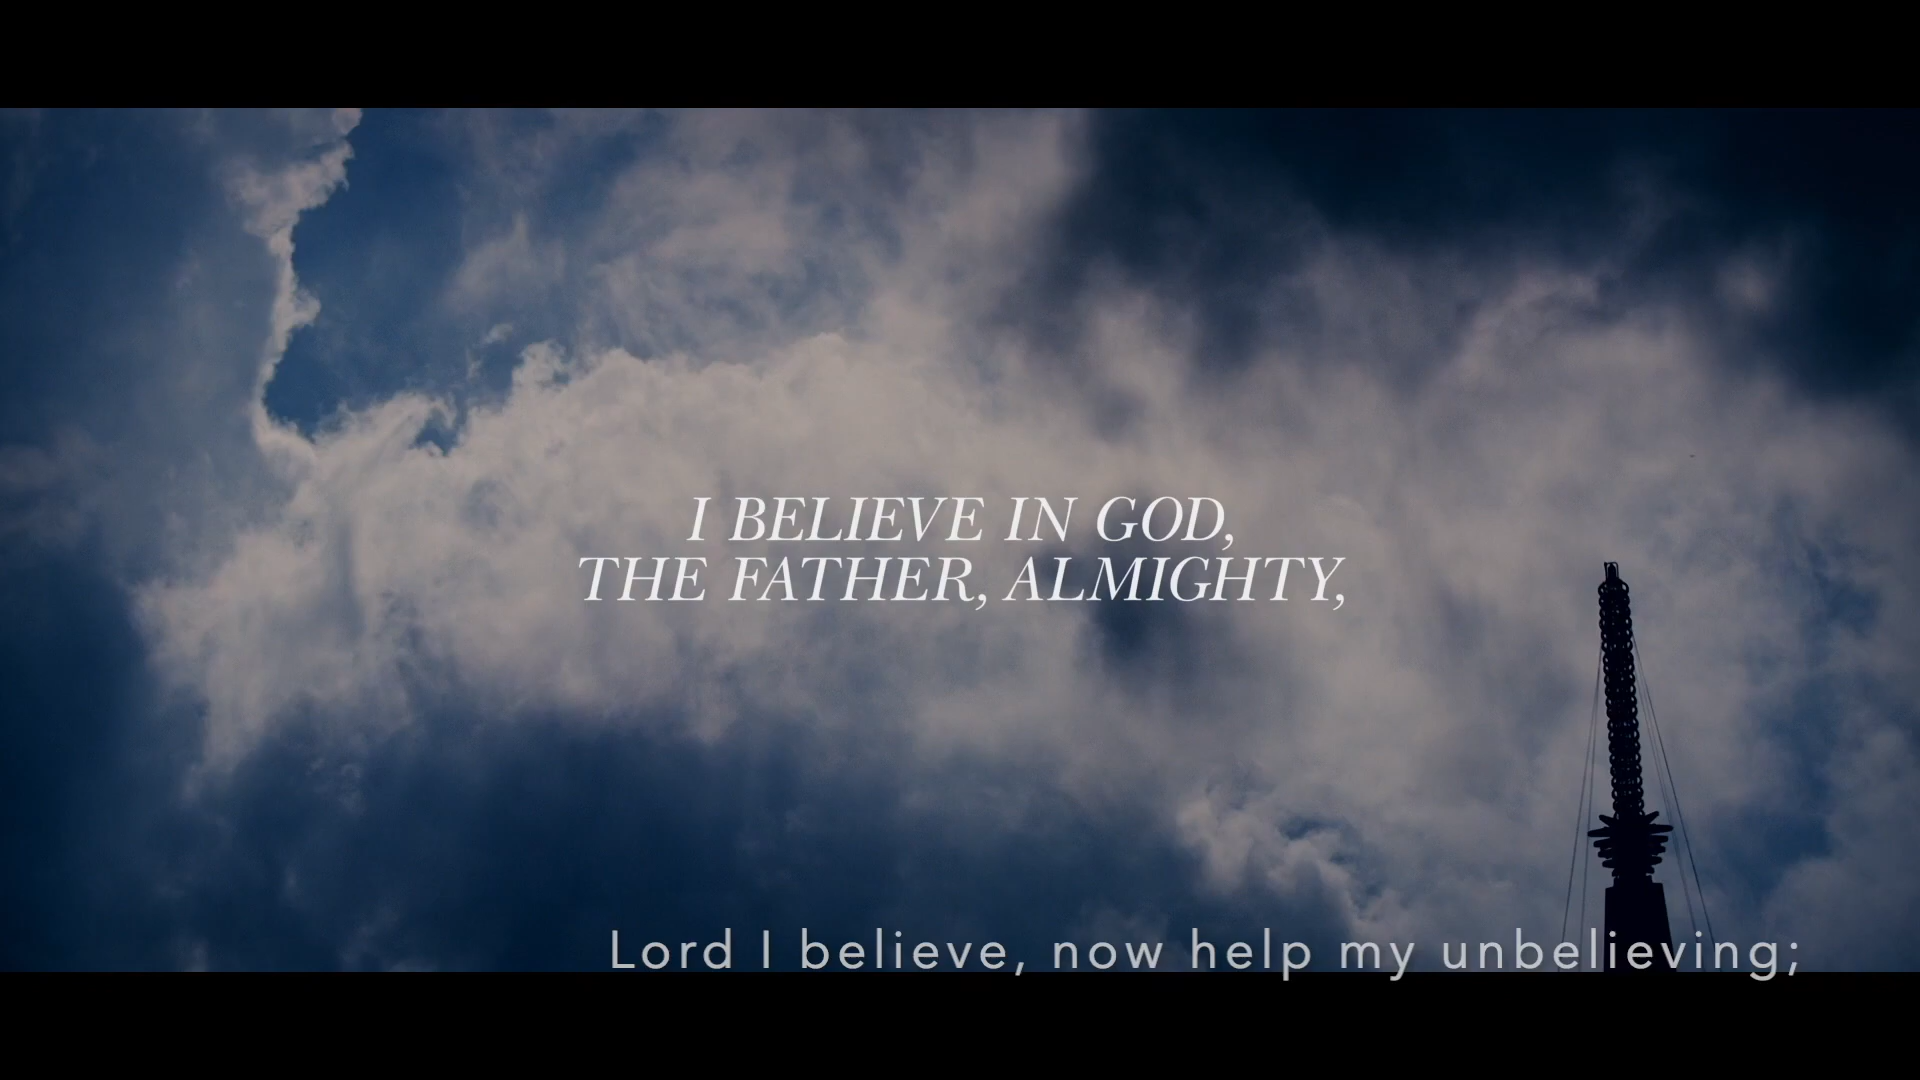 I BELIEVE IN GOD,
THE FATHER, ALMIGHTY,
Lord I believe, now help my unbelieving;